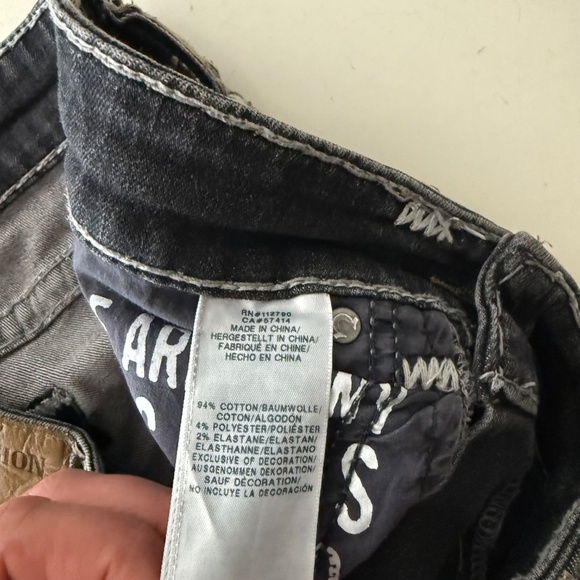 RN#112790
CA#57414
MADE IN CHINA/
HERGESTELLT IN CHINA/
FABRIQUÉ EN CHINE/
HECHO EN CHINA
94% COTTON/BAUMWOLLE/
COTON/ALGODÓN
4% POLYESTER/POLIÉSTER
2% ELASTANE/ELASTAN/
ÉLASTHANNE/ELASTANO
EXCLUSIVE OF DECORATION/
AUSGENOMMEN DEKORATION/
SAUF DÉCORATION/
NO INCLUYE LA DECORACIÓN
MY
S